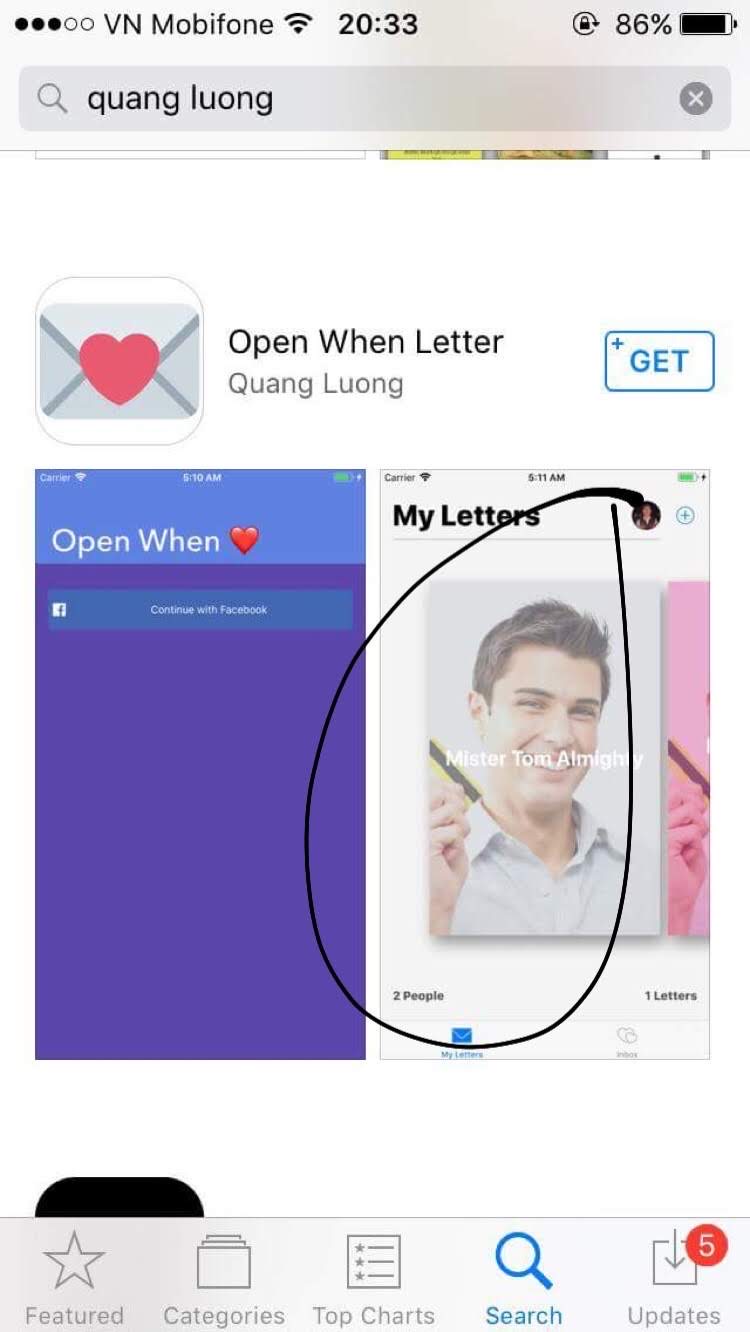 VN Mobifone 20:33 86%
quang luong
Open When Letter
Quang Luong
+ GET
Carrier 5:10 AM
Open When ❤️
Continue with Facebook
Carrier 5:11 AM
My Letters
Mister Tom Almighty
2 People 1 Letters
My Letters Inbox
5
Featured Categories Top Charts Search Updates